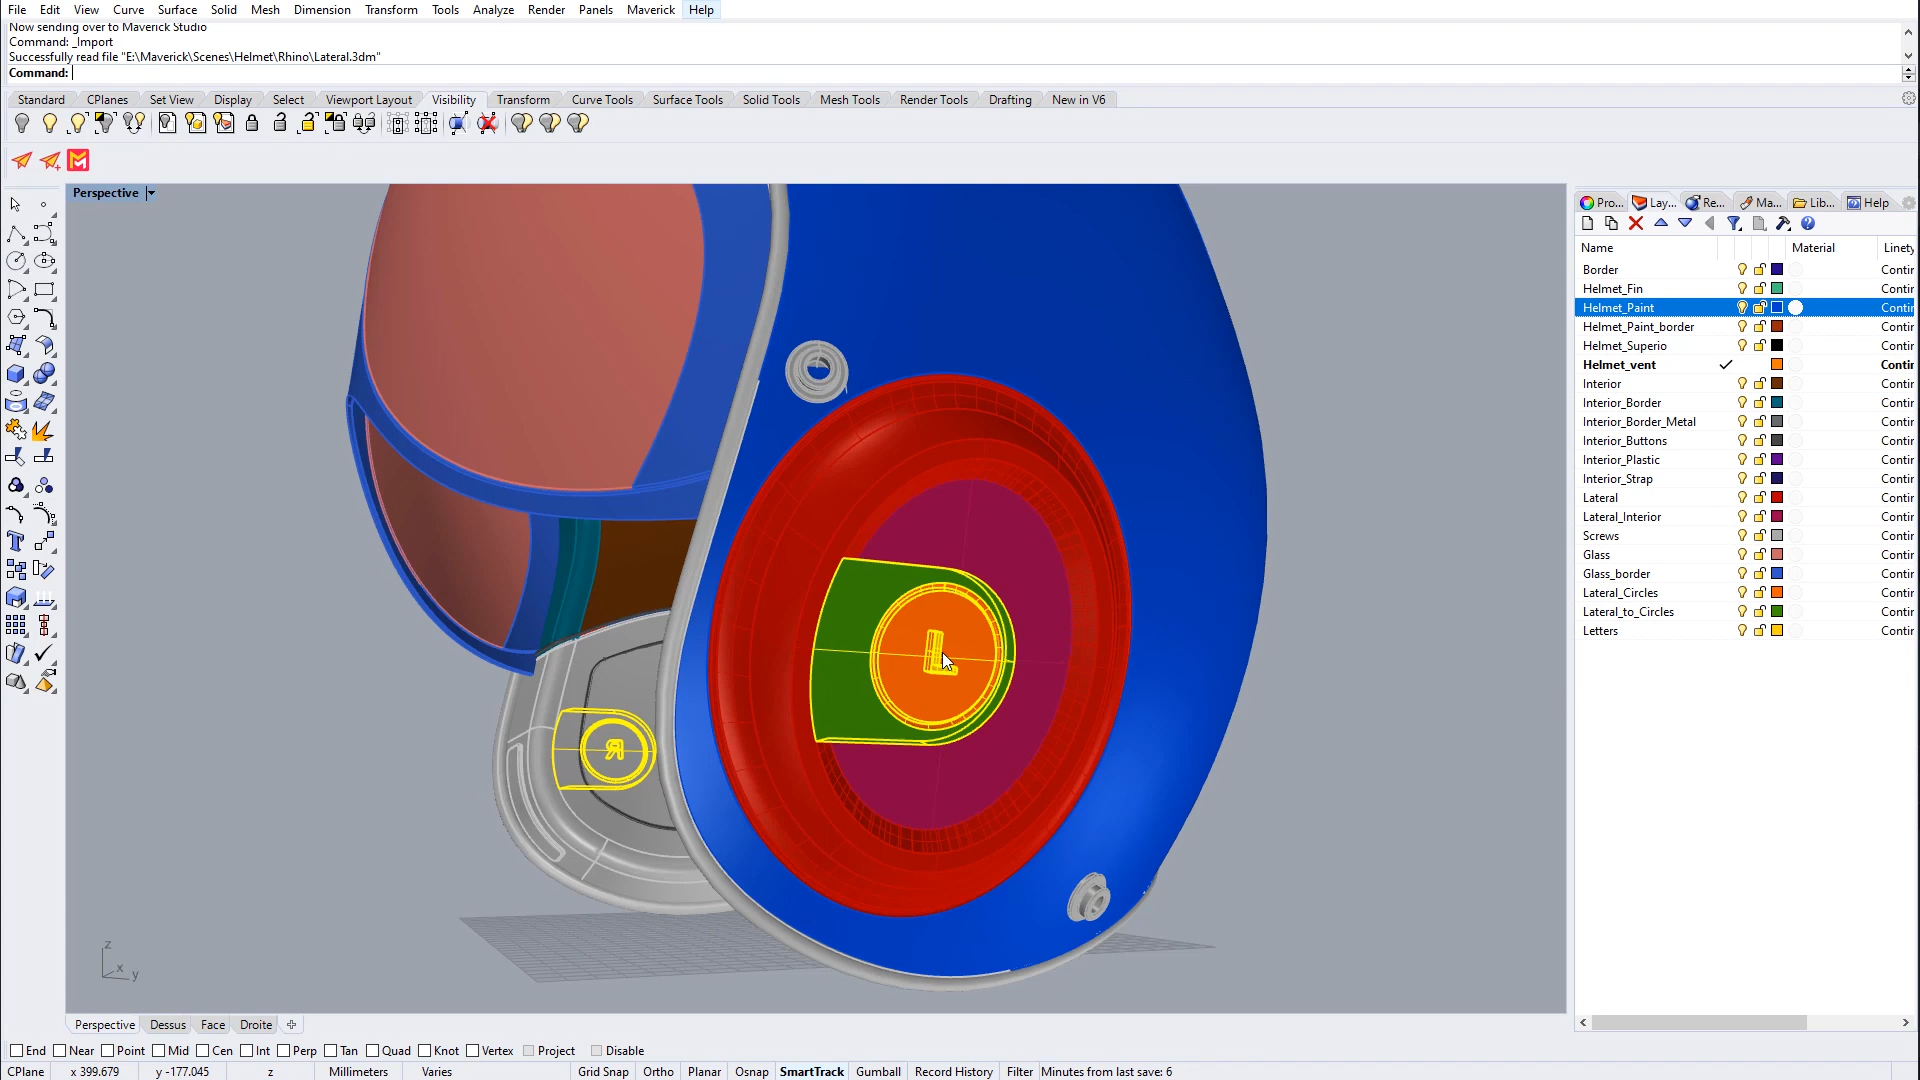 File Edit View Curve Surface Solid Mesh Dimension Transform Tools Analyze Render Panels Maverick Help
Now sending over to Maverick Studio
Command: _Import
Successfully read file "E:\Maverick\Scenes\Helmet\Rhino\Lateral.3dm"
Command:
Standard CPlanes Set View Display Select Viewport Layout Visibility Transform Curve Tools Surface Tools Solid Tools Mesh Tools Render Tools Drafting New in V6
Perspective
Pro... Lay... Re... Ma... Lib... Help
Name Material Linety
Border Contir
Helmet_Fin Contir
Helmet_Paint Contir
Helmet_Paint_border Contir
Helmet_Superio Contir
Helmet_vent Contir
Interior Contir
Interior_Border Contir
Interior_Border_Metal Contir
Interior_Buttons Contir
Interior_Plastic Contir
Interior_Strap Contir
Lateral Contir
Lateral_Interior Contir
Screws Contir
Glass Contir
Glass_border Contir
Lateral_Circles Contir
Lateral_to_Circles Contir
Letters Contir
L
R
z
x y
Perspective Dessus Face Droite
End Near Point Mid Cen Int Perp Tan Quad Knot Vertex Project Disable
CPlane x 399.679 y -177.045 z Millimeters Varies Grid Snap Ortho Planar Osnap SmartTrack Gumball Record History Filter Minutes from last save: 6